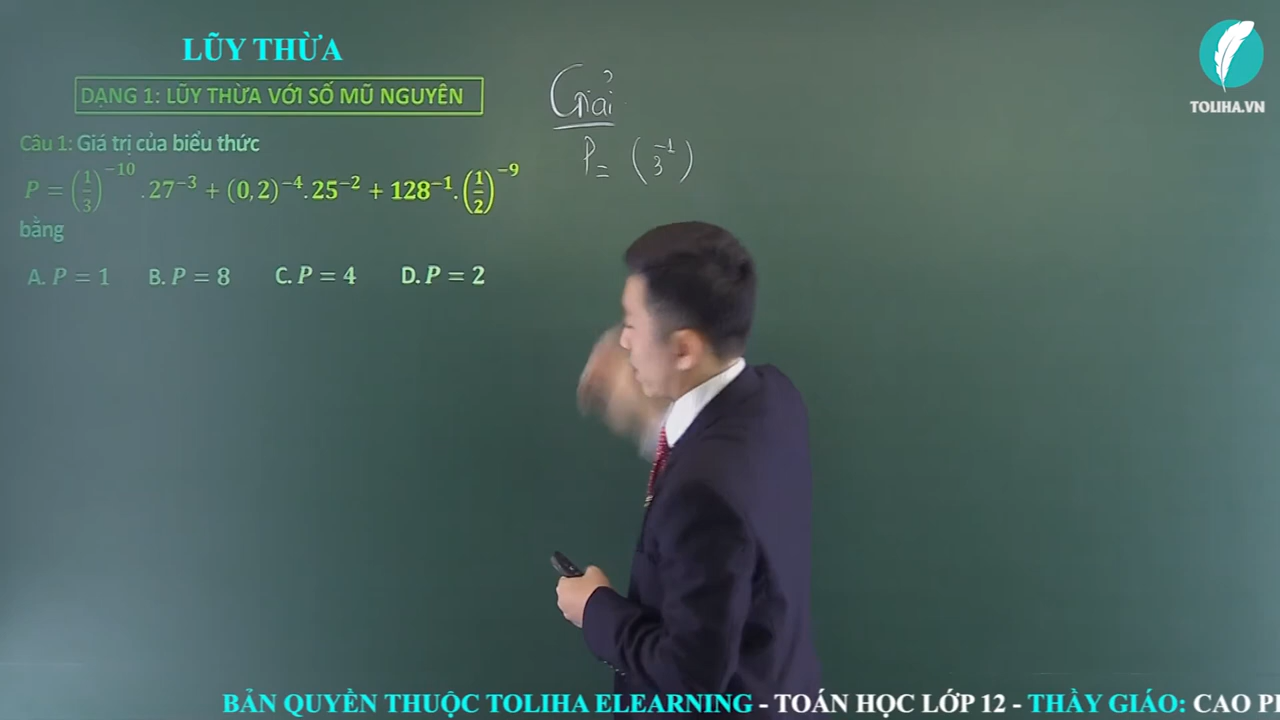 LŨY THỪA
DẠNG 1: LŨY THỪA VỚI SỐ MŨ NGUYÊN
Câu 1: Giá trị của biểu thức
P = (1/3)^{-10} .27^{-3} + (0,2)^{-4}.25^{-2} + 128^{-1}.(1/2)^{-9}
bằng
A. P = 1 B. P = 8 C. P = 4 D. P = 2
Giải
P = (3^{-1})
TOLIHA.VN
BẢN QUYỀN THUỘC TOLIHA ELEARNING - TOÁN HỌC LỚP 12 - THẦY GIÁO: CAO